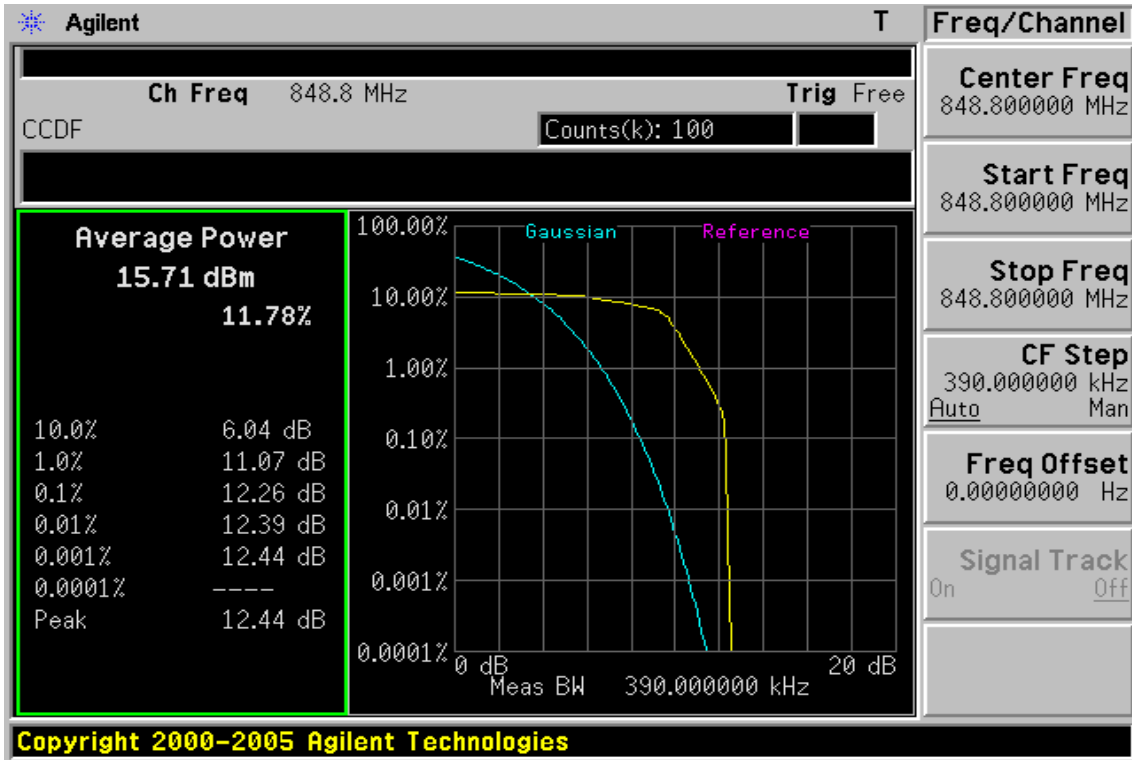 Agilent T
Ch Freq 848.8 MHz Trig Free
CCDF Counts(k): 100
Average Power
15.71 dBm
11.78%
10.0% 6.04 dB
1.0% 11.07 dB
0.1% 12.26 dB
0.01% 12.39 dB
0.001% 12.44 dB
0.0001% ----
Peak 12.44 dB
Gaussian Reference
100.00%
10.00%
1.00%
0.10%
0.01%
0.001%
0.0001%
0 dB 20 dB
Meas BW 390.000000 kHz
Freq/Channel
Center Freq
848.800000 MHz
Start Freq
848.800000 MHz
Stop Freq
848.800000 MHz
CF Step
390.000000 kHz
Auto Man
Freq Offset
0.00000000 Hz
Signal Track
On Off
Copyright 2000-2005 Agilent Technologies